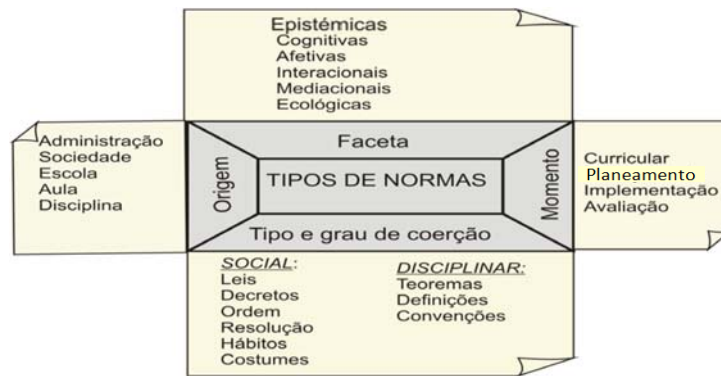 Epistémicas
Cognitivas
Afetivas
Interacionais
Mediacionais
Ecológicas
Administração
Sociedade
Escola
Aula
Disciplina
Origem
Faceta
TIPOS DE NORMAS
Tipo e grau de coerção
Momento
Curricular
Planeamento
Implementação
Avaliação
SOCIAL:
Leis
Decretos
Ordem
Resolução
Hábitos
Costumes
DISCIPLINAR:
Teoremas
Definições
Convenções